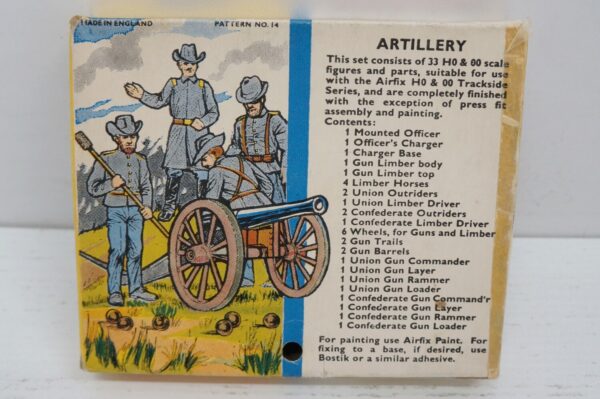 MADE IN ENGLAND
PATTERN NO. 14
ARTILLERY
This set consists of 33 H0 & 00 scale
figures and parts, suitable for use
with the Airfix H0 & 00 Trackside
Series, and are completely finished
with the exception of press fit
assembly and painting.
Contents:
1 Mounted Officer
1 Officer's Charger
1 Charger Base
1 Gun Limber body
1 Gun Limber top
4 Limber Horses
2 Union Outriders
1 Union Limber Driver
2 Confederate Outriders
1 Confederate Limber Driver
6 Wheels, for Guns and Limber
2 Gun Trails
2 Gun Barrels
1 Union Gun Commander
1 Union Gun Layer
1 Union Gun Rammer
1 Union Gun Loader
1 Confederate Gun Command'r
1 Confederate Gun Layer
1 Confederate Gun Rammer
1 Confederate Gun Loader
For painting use Airfix Paint. For
fixing to a base, if desired, use
Bostik or a similar adhesive.